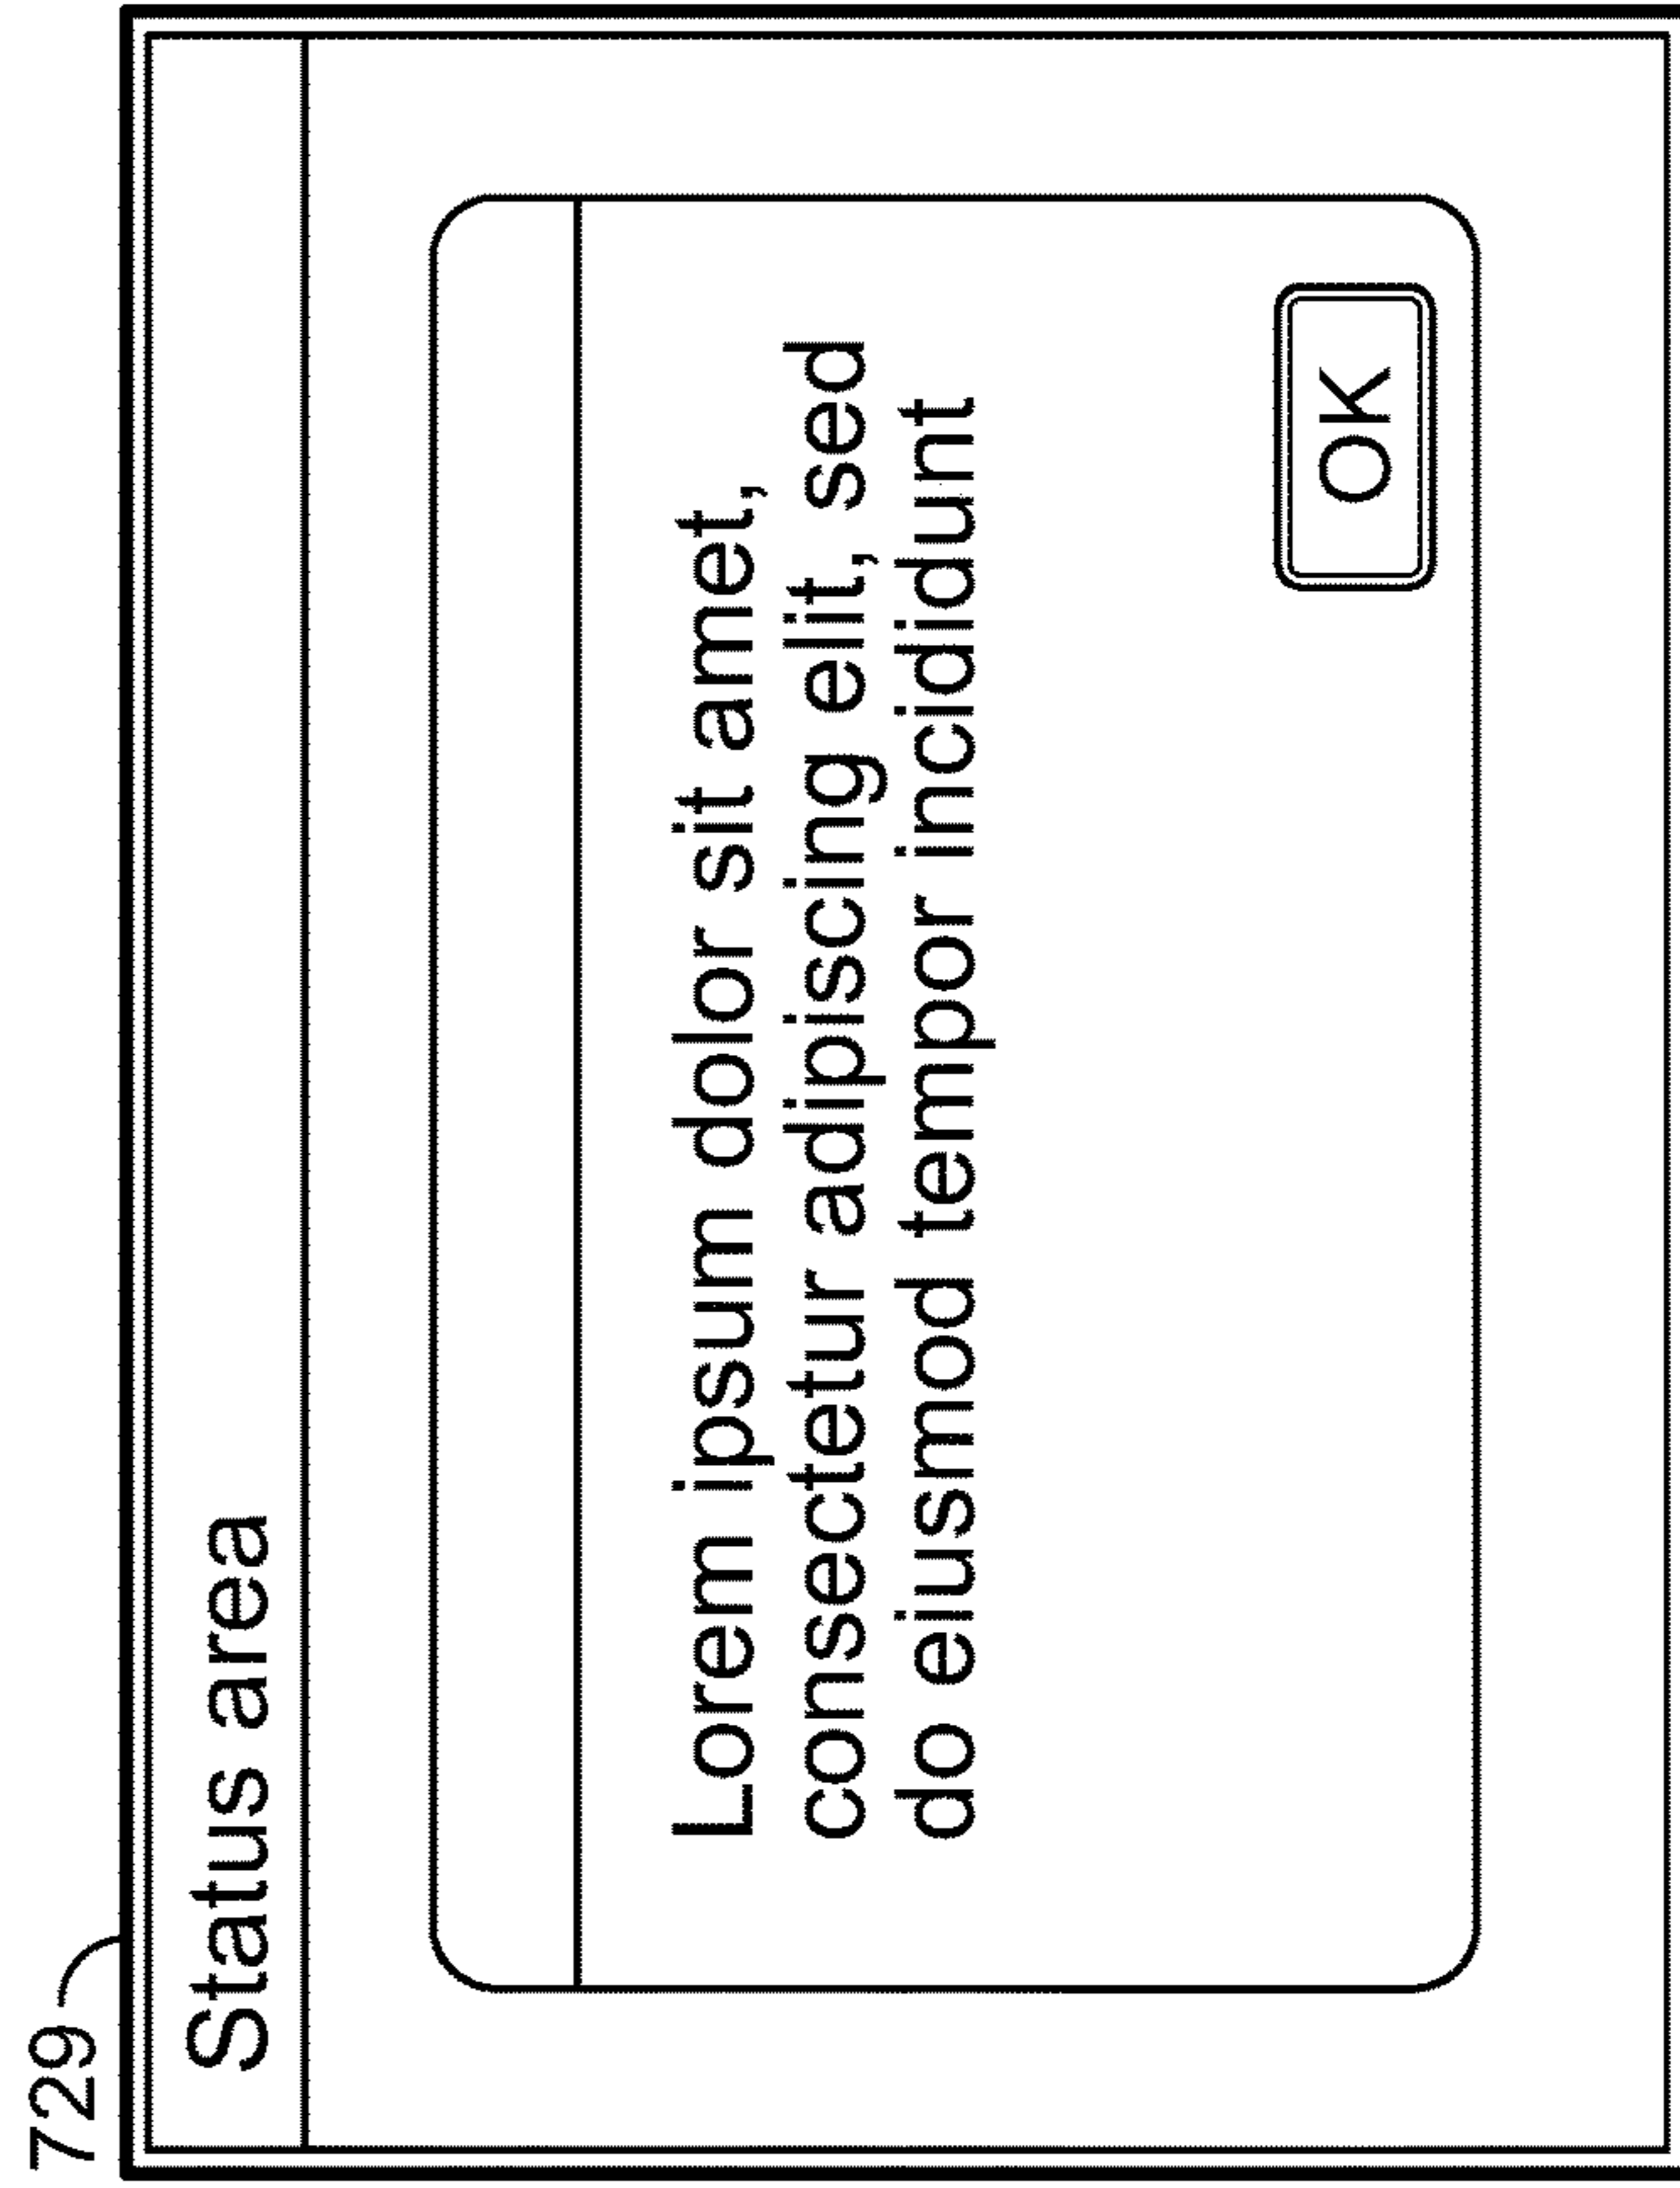 729
Status area
Lorem ipsum dolor sit amet,
consectetur adipiscing elit, sed
do eiusmod tempor incididunt
OK